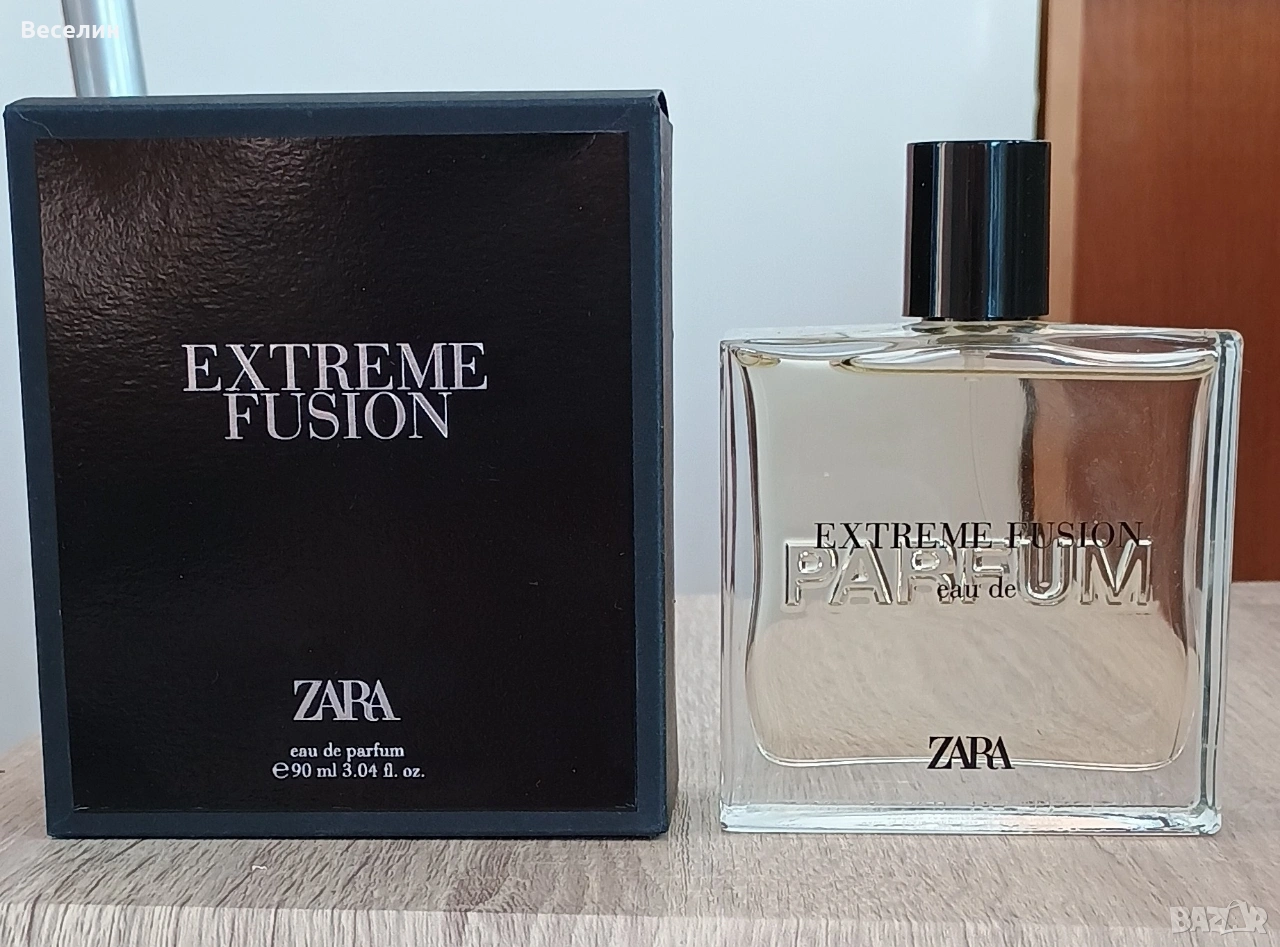 Веселин
EXTREME
FUSION
ZARA
eau de parfum
℮90 ml 3.04 fl. oz.
EXTREME FUSION
PARFUM
eau de
ZARA
BAZAR